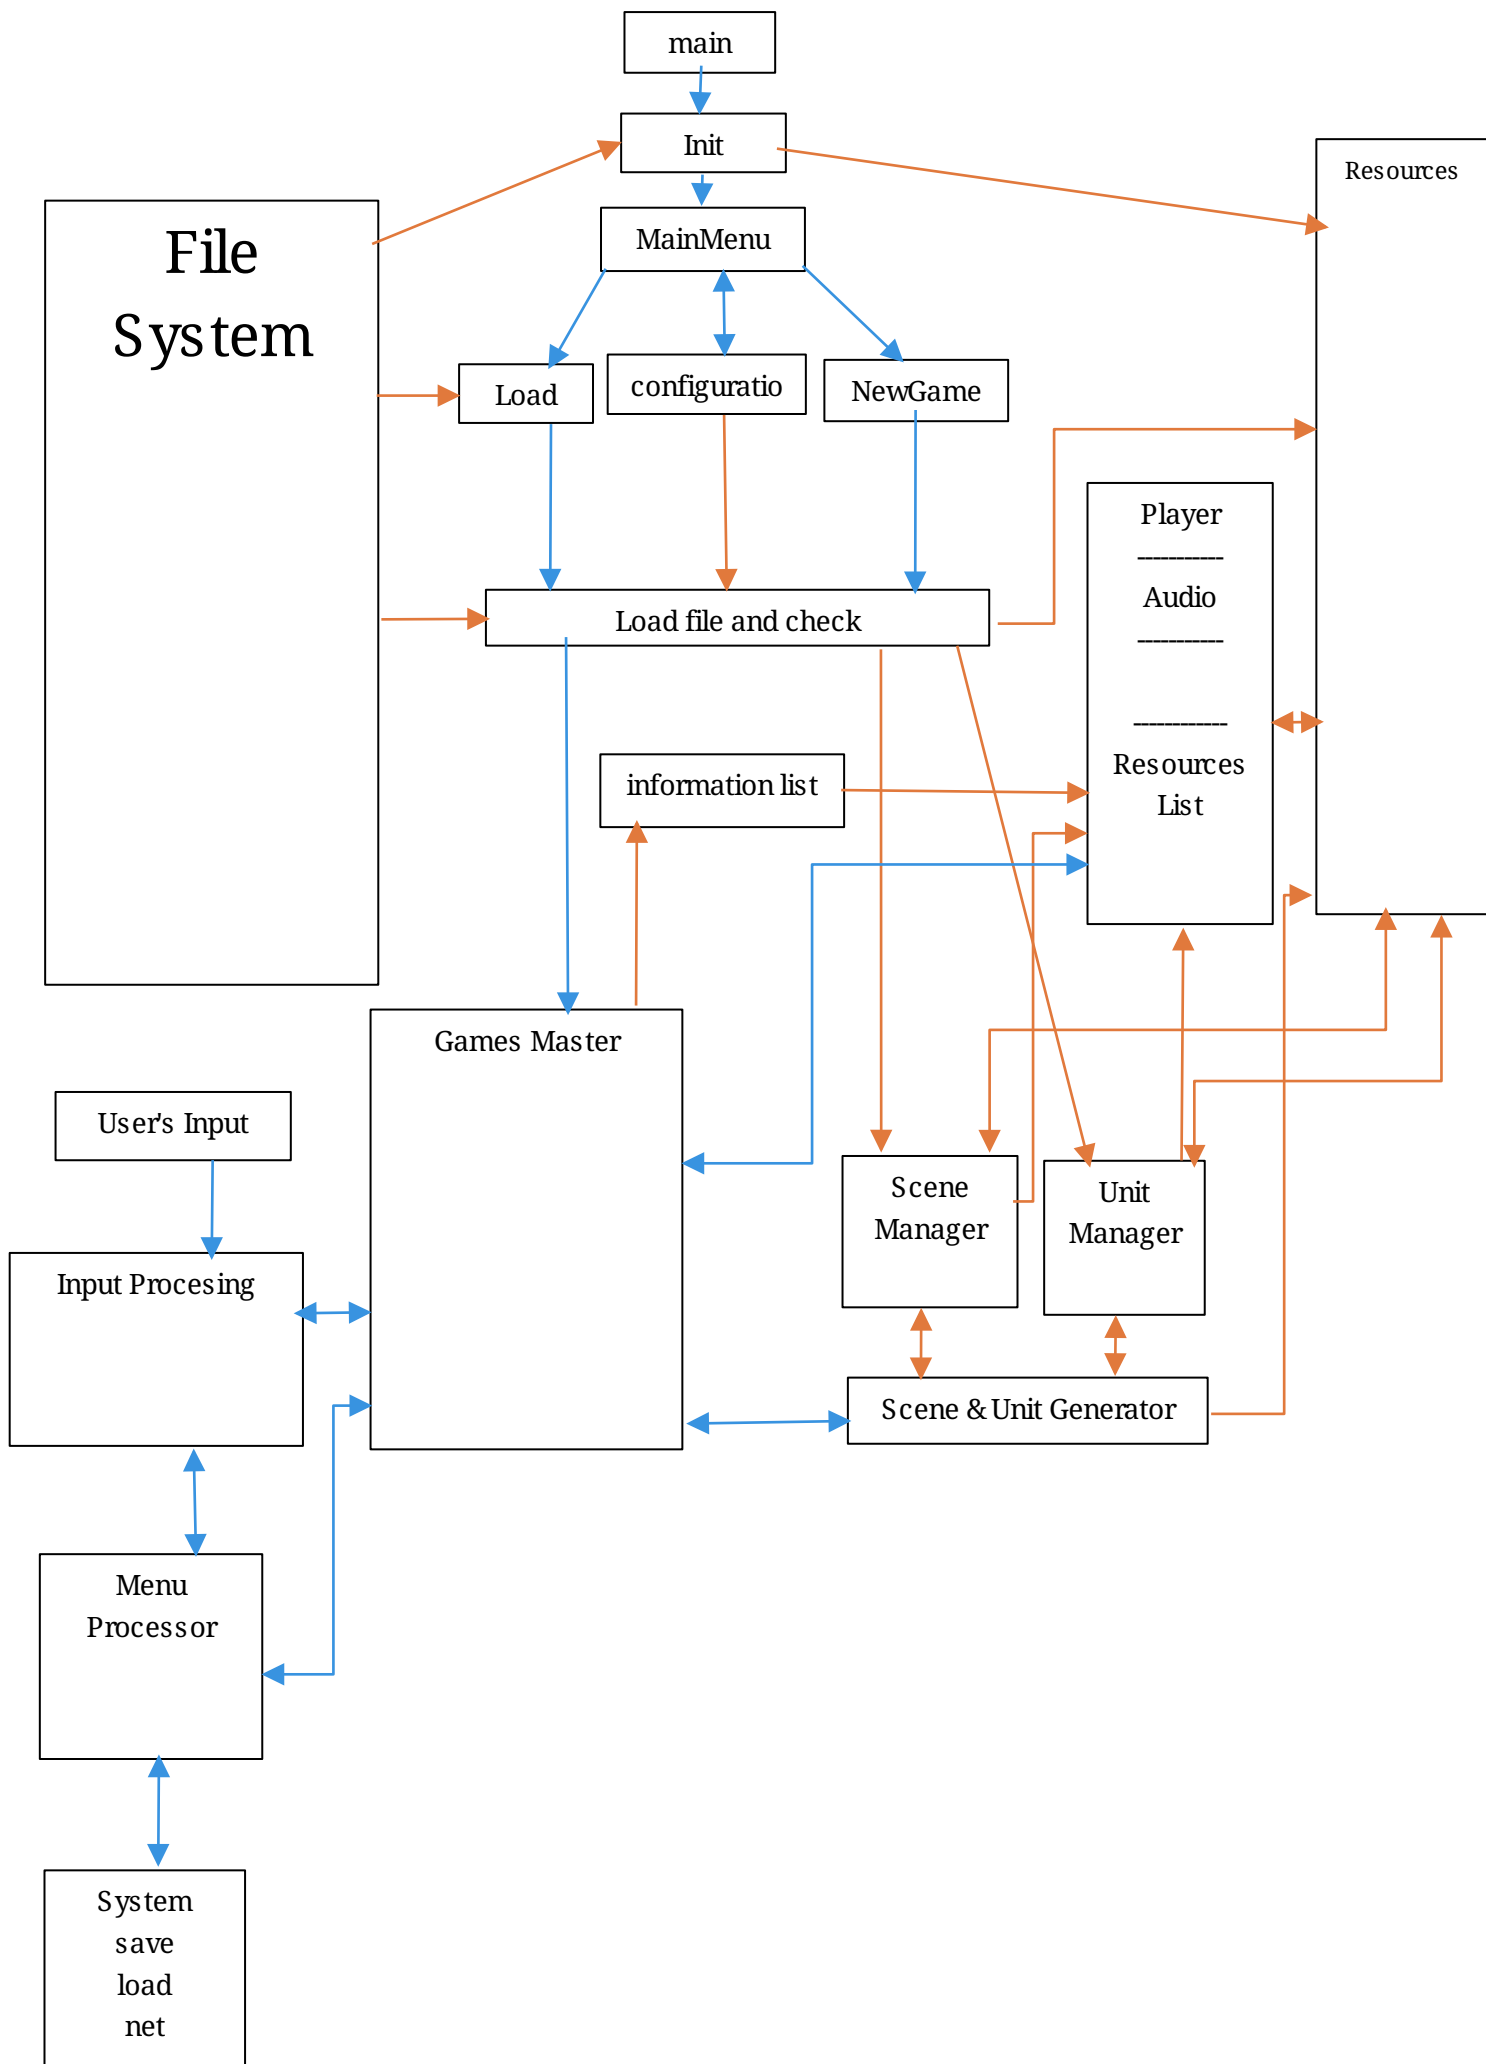 main
Init
Resources
File
System
MainMenu
Load
configuratio
NewGame
Player
-----------
Audio
-----------
------------
Resources
List
Load file and check
information list
Games Master
User's Input
Scene
Manager
Unit
Manager
Input Procesing
Scene & Unit Generator
Menu
Processor
System
save
load
net